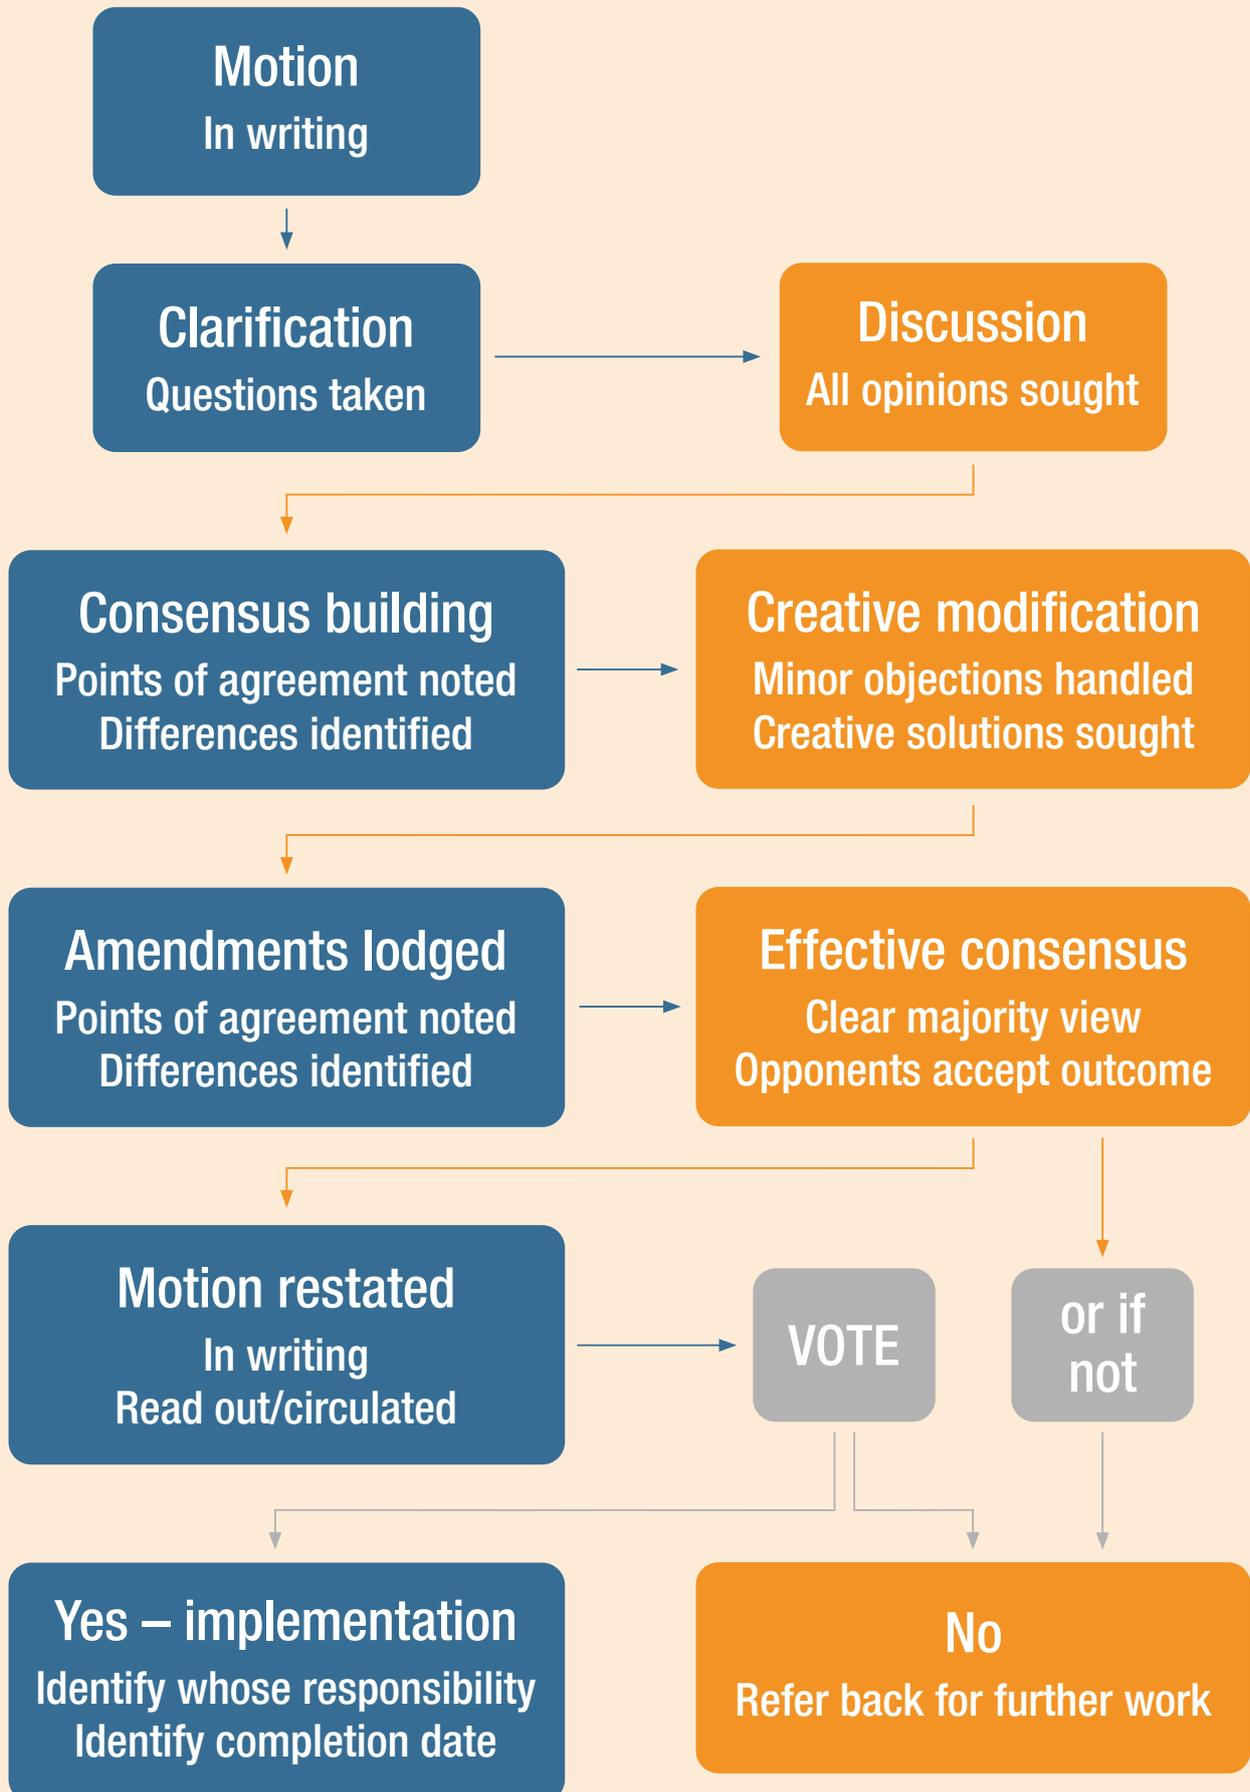 Motion
In writing
Clarification
Questions taken
Discussion
All opinions sought
Consensus building
Points of agreement noted
Differences identified
Creative modification
Minor objections handled
Creative solutions sought
Amendments lodged
Points of agreement noted
Differences identified
Effective consensus
Clear majority view
Opponents accept outcome
Motion restated
In writing
Read out/circulated
VOTE
or if
not
Yes – implementation
Identify whose responsibility
Identify completion date
No
Refer back for further work